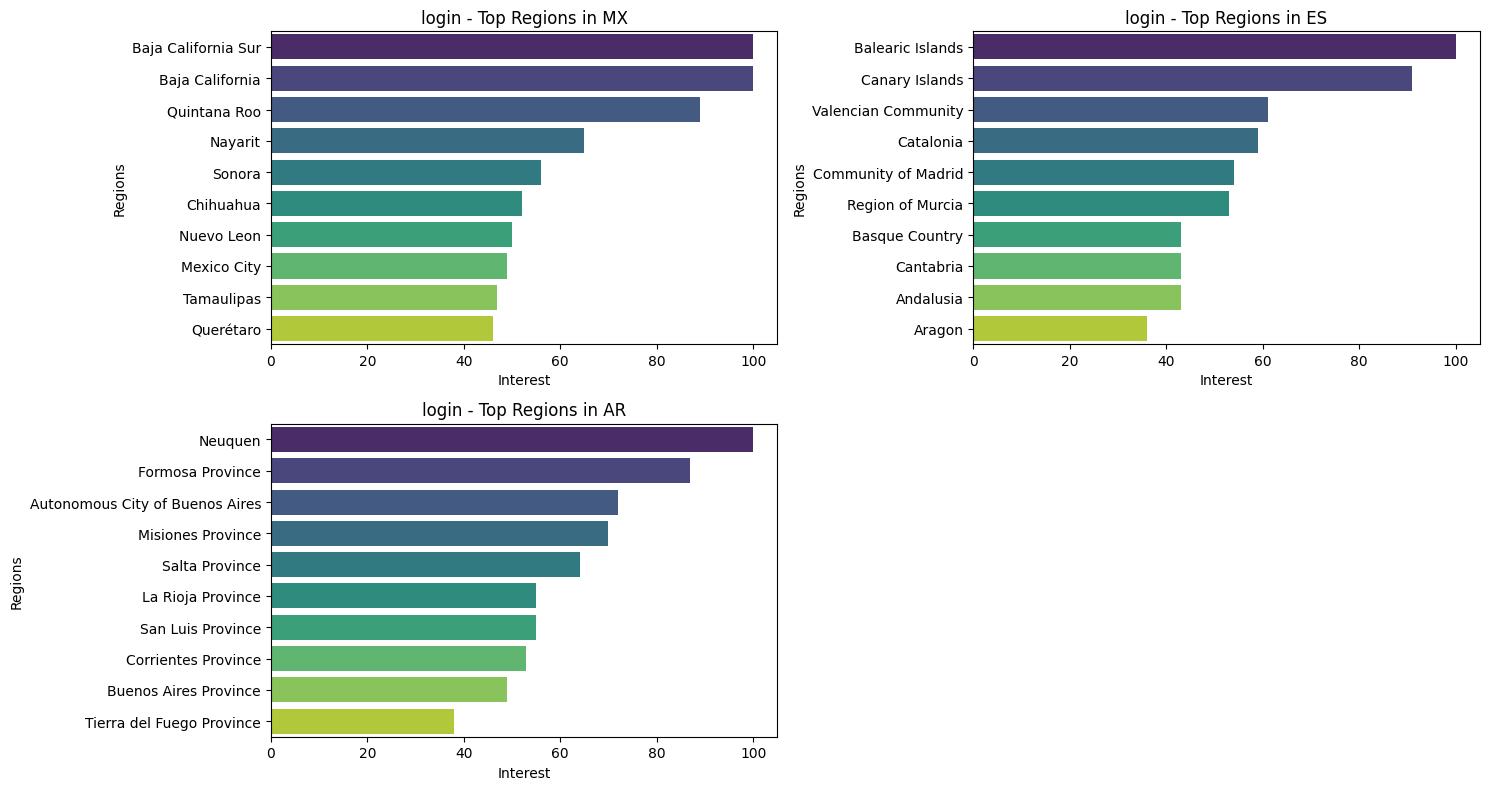 login - Top Regions in MX
Regions
Baja California Sur
Baja California
Quintana Roo
Nayarit
Sonora
Chihuahua
Nuevo Leon
Mexico City
Tamaulipas
Querétaro
0 20 40 60 80 100
Interest
login - Top Regions in ES
Regions
Balearic Islands
Canary Islands
Valencian Community
Catalonia
Community of Madrid
Region of Murcia
Basque Country
Cantabria
Andalusia
Aragon
0 20 40 60 80 100
Interest
login - Top Regions in AR
Regions
Neuquen
Formosa Province
Autonomous City of Buenos Aires
Misiones Province
Salta Province
La Rioja Province
San Luis Province
Corrientes Province
Buenos Aires Province
Tierra del Fuego Province
0 20 40 60 80 100
Interest